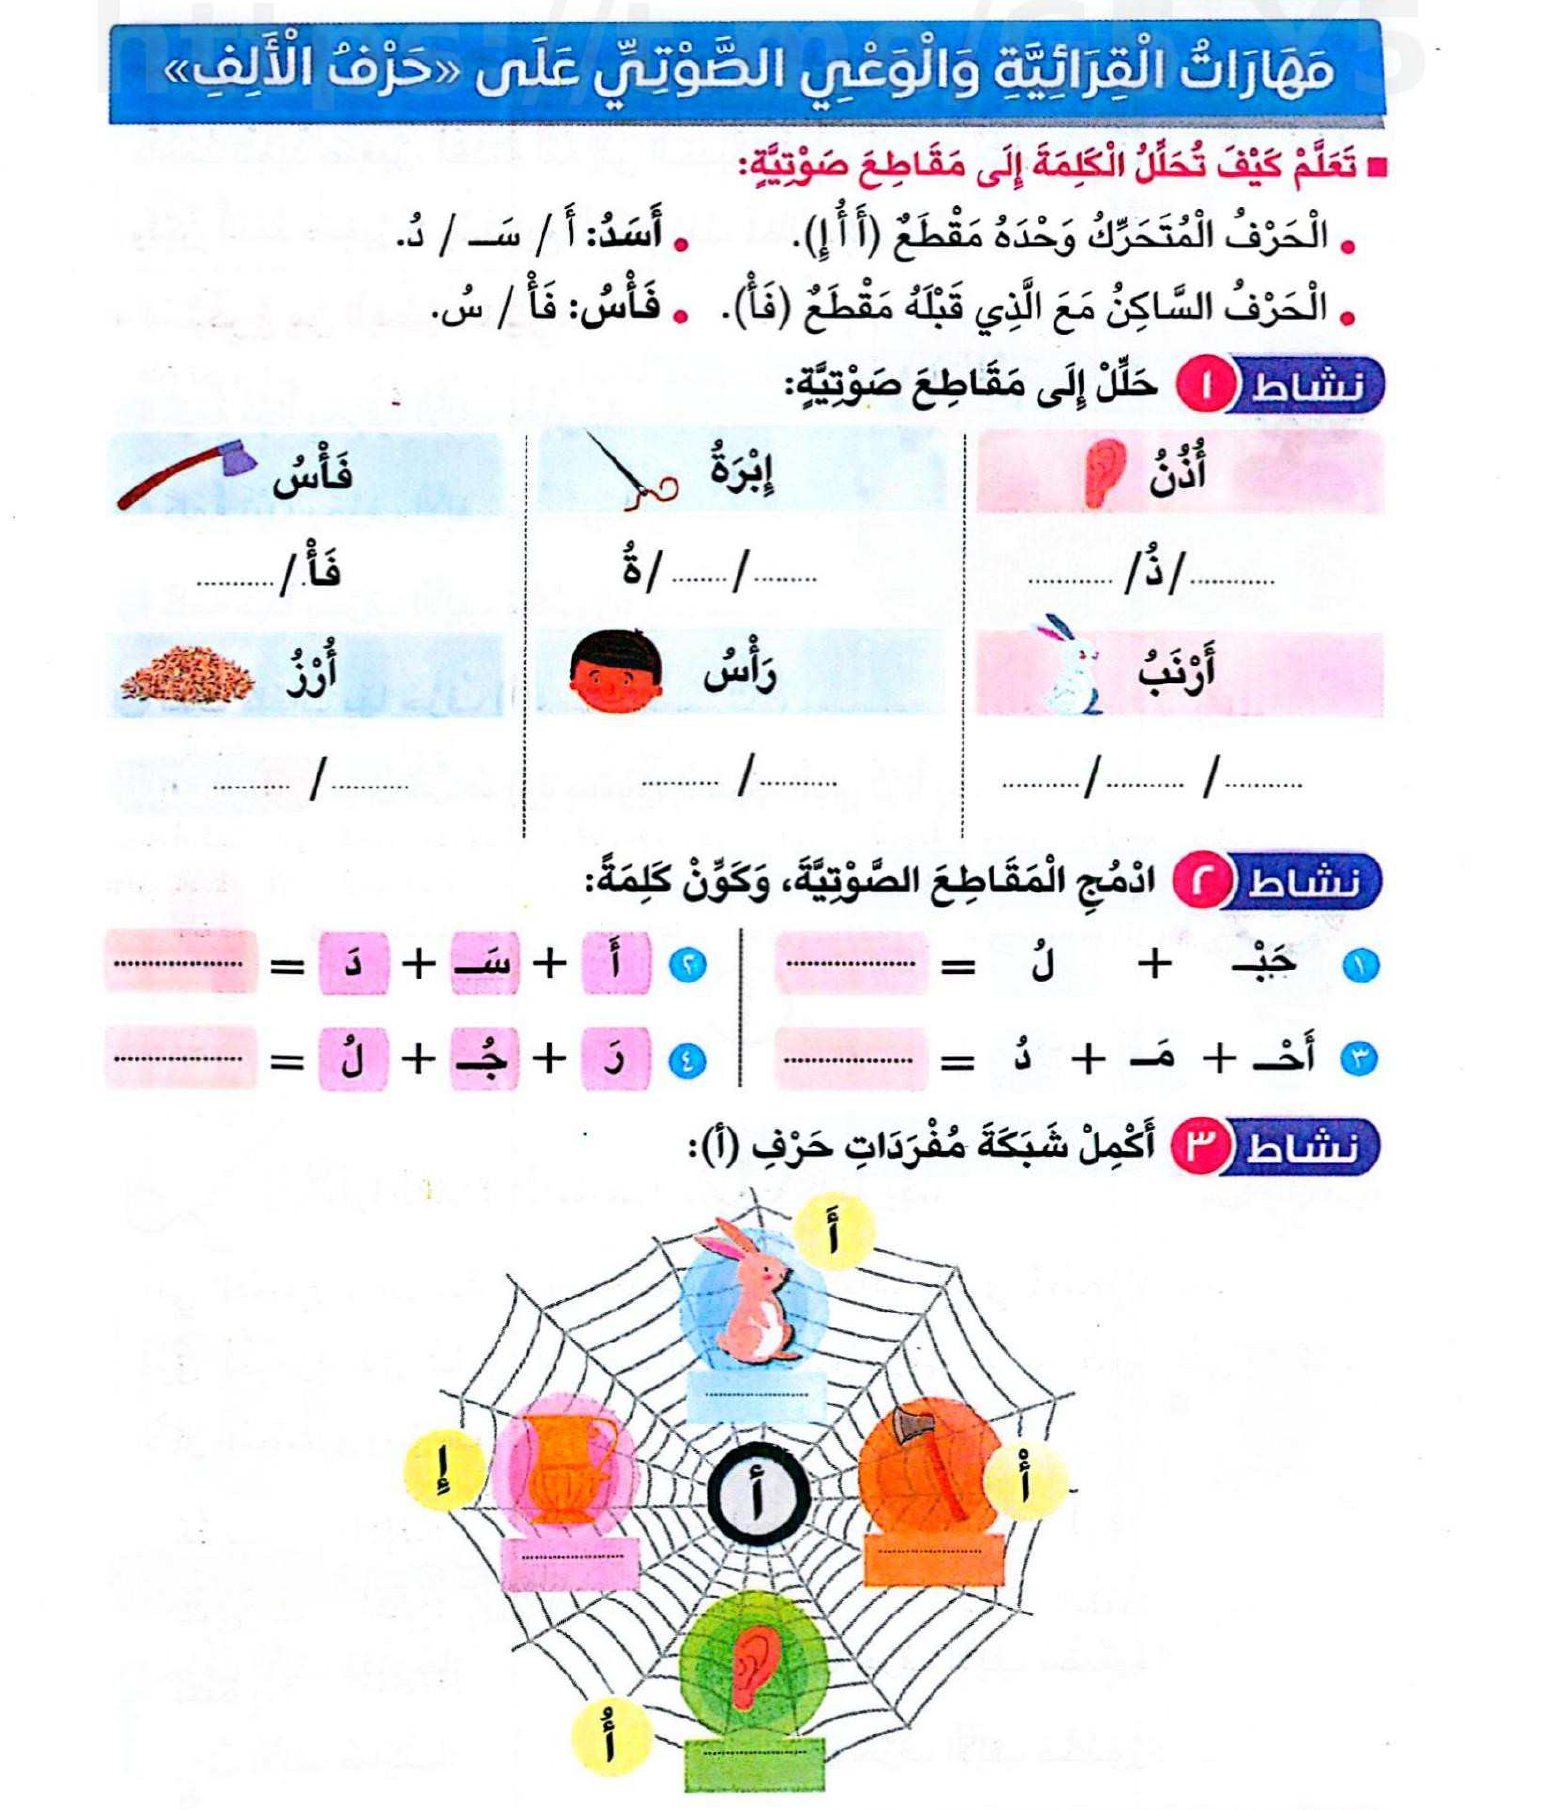 مَهَارَاتُ الْقِرَائِيَّةِ وَالْوَعْيِ الصَّوْتِيِّ عَلَى «حَرْفُ الْأَلِفِ»
■ تَعَلَّمْ كَيْفَ تُحَلِّلُ الْكَلِمَةَ إِلَى مَقَاطِعَ صَوْتِيَّةٍ:
• الْحَرْفُ الْمُتَحَرِّكُ وَحْدَهُ مَقْطَعٌ (أَ أُ إِ). • أَسَدُ: أَ / سَـ / دُ.
• الْحَرْفُ السَّاكِنُ مَعَ الَّذِي قَبْلَهُ مَقْطَعٌ (فَأْ). • فَأْسُ: فَأْ / سُ.
نشاط ١ حَلِّلْ إِلَى مَقَاطِعَ صَوْتِيَّةٍ:
أُذُنُ إِبْرَةُ فَأْسُ
........../ذُ/ .......... ......../ ......../ةُ فَأْ/ ..........
أَرْنَبُ رَأْسُ أُرْزُ
........../ ........../.......... ........../ .......... ........../ ..........
نشاط ٢ ادْمُجِ الْمَقَاطِعَ الصَّوْتِيَّةَ، وَكَوِّنْ كَلِمَةً:
١ حَبْـ + لُ = .................. ٢ أَ + سَـ + دَ = ..................
٣ أَحْـ + مَـ + دُ = .................. ٤ رَ + جُـ + لُ = ..................
نشاط ٣ أَكْمِلْ شَبَكَةَ مُفْرَدَاتِ حَرْفِ (أ):
أَ
..................
إِ
أ
أْ
..................
..................
أُ
..................